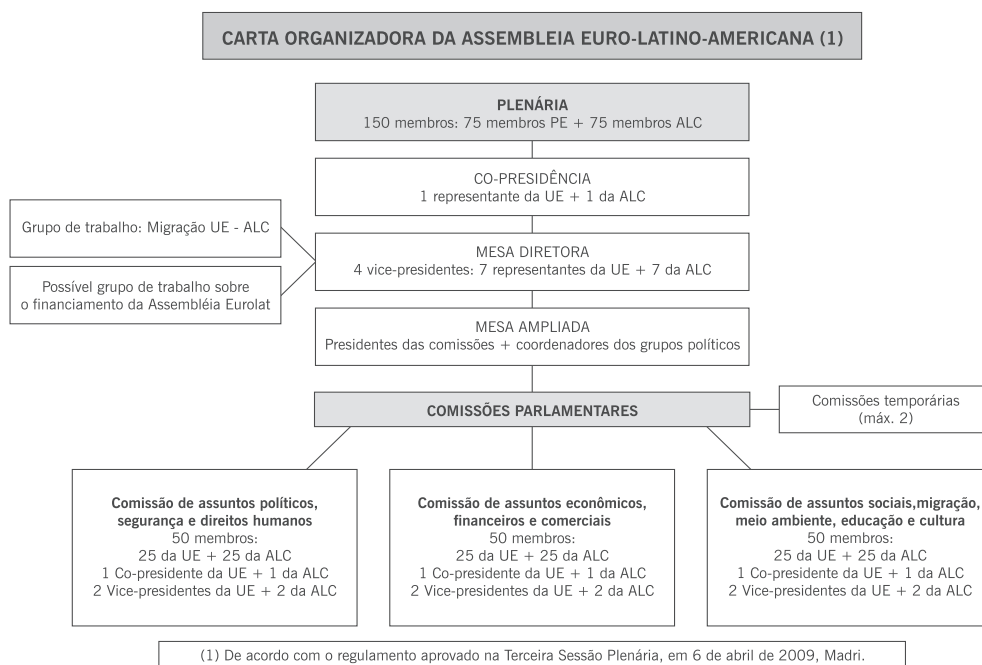 CARTA ORGANIZADORA DA ASSEMBLEIA EURO-LATINO-AMERICANA (1)
PLENÁRIA
150 membros: 75 membros PE + 75 membros ALC
CO-PRESIDÊNCIA
1 representante da UE + 1 da ALC
Grupo de trabalho: Migração UE - ALC
MESA DIRETORA
4 vice-presidentes: 7 representantes da UE + 7 da ALC
Possível grupo de trabalho sobre
o financiamento da Assembléia Eurolat
MESA AMPLIADA
Presidentes das comissões + coordenadores dos grupos políticos
COMISSÕES PARLAMENTARES
Comissões temporárias
(máx. 2)
Comissão de assuntos políticos,
segurança e direitos humanos
50 membros:
25 da UE + 25 da ALC
1 Co-presidente da UE + 1 da ALC
2 Vice-presidentes da UE + 2 da ALC
Comissão de assuntos econômicos,
financeiros e comerciais
50 membros:
25 da UE + 25 da ALC
1 Co-presidente da UE + 1 da ALC
2 Vice-presidentes da UE + 2 da ALC
Comissão de assuntos sociais,migração,
meio ambiente, educação e cultura
50 membros:
25 da UE + 25 da ALC
1 Co-presidente da UE + 1 da ALC
2 Vice-presidentes da UE + 2 da ALC
(1) De acordo com o regulamento aprovado na Terceira Sessão Plenária, em 6 de abril de 2009, Madri.